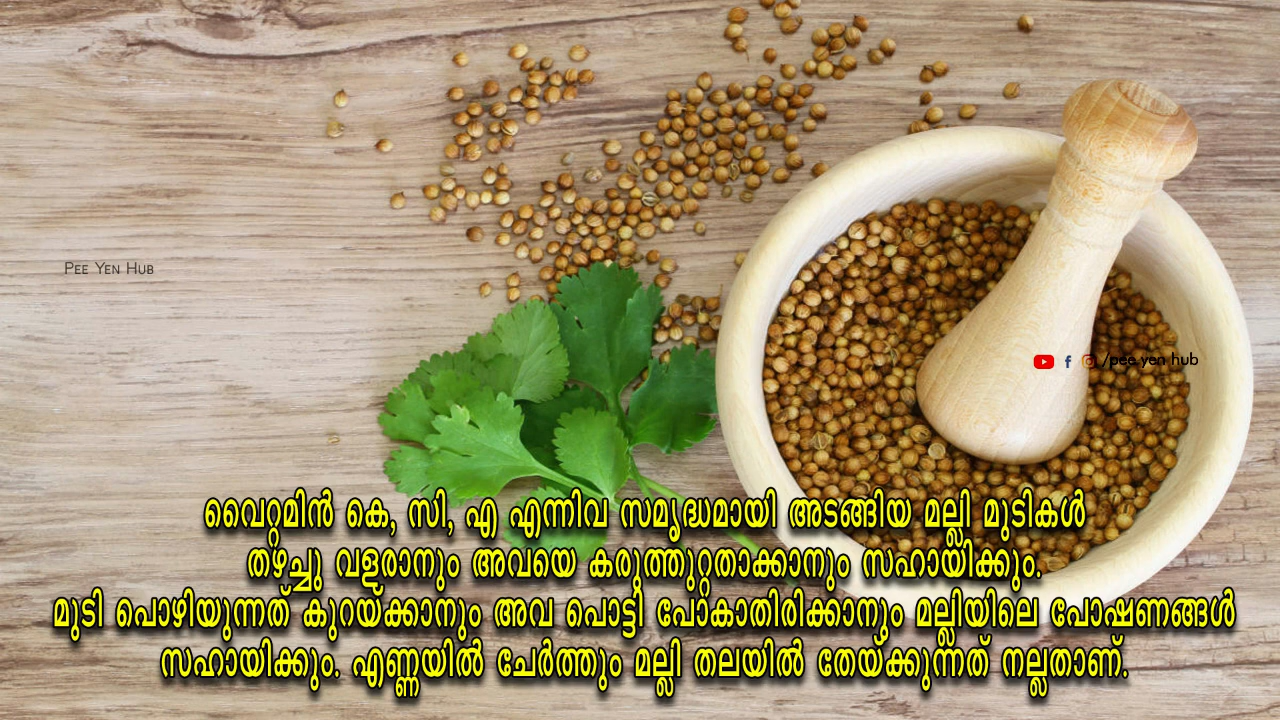 Pee Yen Hub
/pee yen hub
വൈറ്റമിൻ കെ, സി, എ എന്നിവ സമൃദ്ധമായി അടങ്ങിയ മല്ലി മുടികൾ
തഴച്ചു വളരാനും അവയെ കരുത്തുറ്റതാക്കാനും സഹായിക്കും.
മുടി പൊഴിയുന്നത് കുറയ്ക്കാനും അവ പൊട്ടി പോകാതിരിക്കാനും മല്ലിയിലെ പോഷണങ്ങൾ
സഹായിക്കും. എണ്ണയിൽ ചേർത്തും മല്ലി തലയിൽ തേയ്ക്കുന്നത് നല്ലതാണ്.